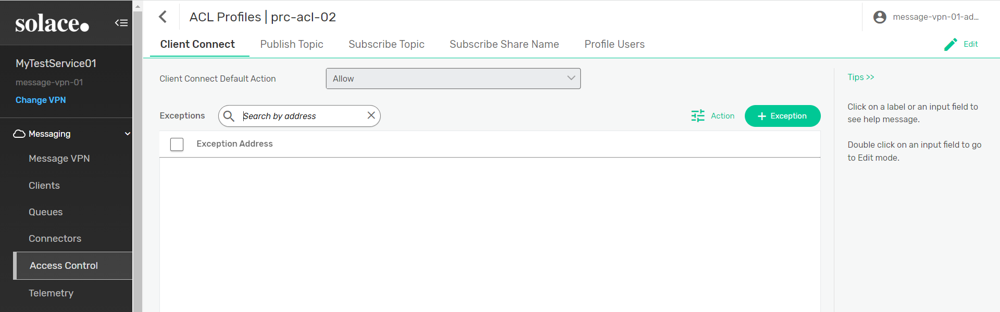 solace.
MyTestService01
message-vpn-01
Change VPN
Messaging
Message VPN
Clients
Queues
Connectors
Access Control
Telemetry
ACL Profiles | prc-acl-02
message-vpn-01-ad...
Client Connect Publish Topic Subscribe Topic Subscribe Share Name Profile Users
Edit
Client Connect Default Action Allow
Exceptions Search by address Action + Exception
Exception Address
Tips >>
Click on a label or an input field to
see help message.
Double click on an input field to go
to Edit mode.